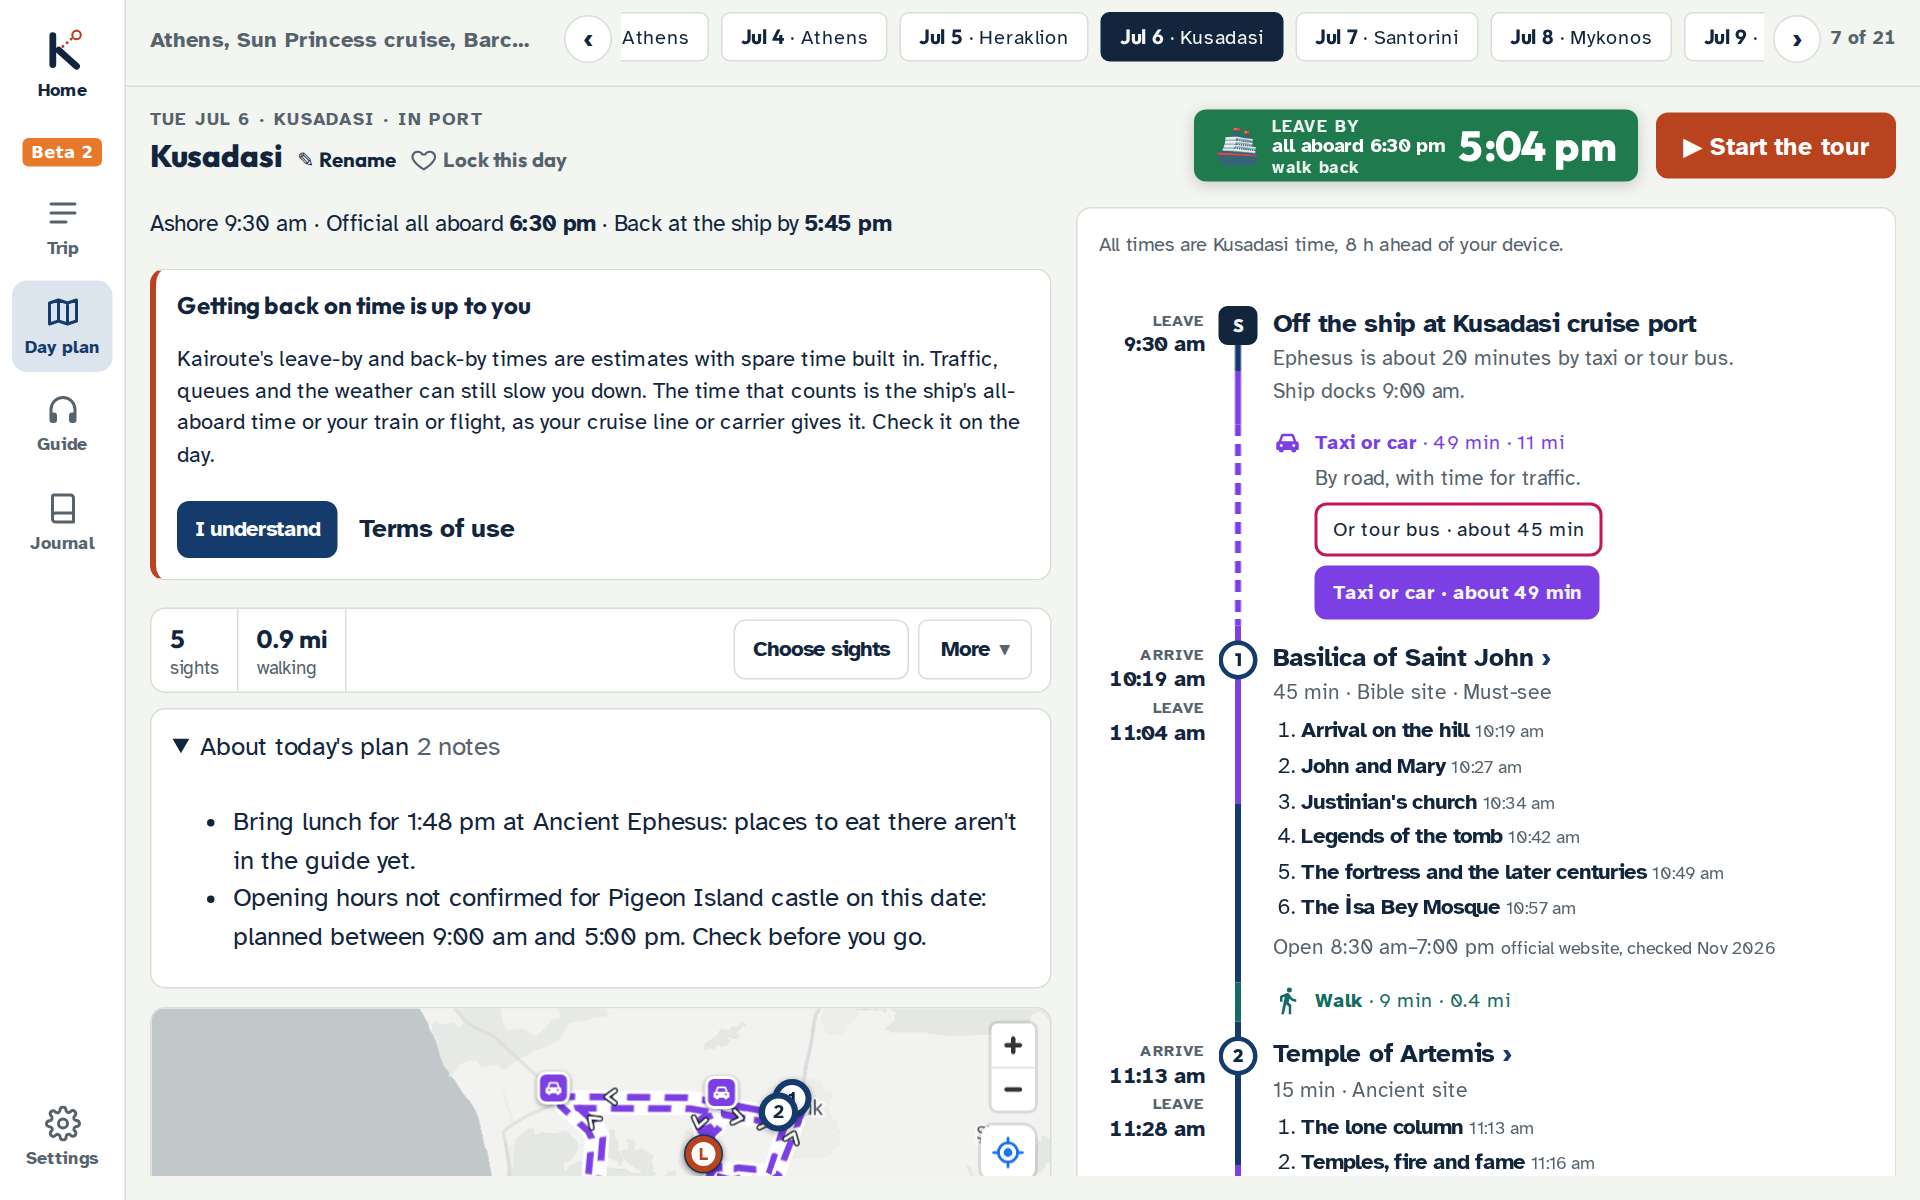 Home
Beta 2
Trip
Day plan
Guide
Journal
Settings
Athens, Sun Princess cruise, Barc...
‹
Athens
Jul 4 · Athens
Jul 5 · Heraklion
Jul 6 · Kusadasi
Jul 7 · Santorini
Jul 8 · Mykonos
Jul 9 ·
›
7 of 21
TUE JUL 6 · KUSADASI · IN PORT
Kusadasi
✎ Rename
Lock this day
LEAVE BY
all aboard 6:30 pm
walk back
5:04 pm
▶ Start the tour
Ashore 9:30 am · Official all aboard 6:30 pm · Back at the ship by 5:45 pm
Getting back on time is up to you
Kairoute's leave-by and back-by times are estimates with spare time built in. Traffic,
queues and the weather can still slow you down. The time that counts is the ship's all-
aboard time or your train or flight, as your cruise line or carrier gives it. Check it on the
day.
I understand
Terms of use
5
sights
0.9 mi
walking
Choose sights
More ▼
▼ About today's plan 2 notes
• Bring lunch for 1:48 pm at Ancient Ephesus: places to eat there aren't
in the guide yet.
• Opening hours not confirmed for Pigeon Island castle on this date:
planned between 9:00 am and 5:00 pm. Check before you go.
1
2
L
+
−
All times are Kusadasi time, 8 h ahead of your device.
LEAVE
9:30 am
S
Off the ship at Kusadasi cruise port
Ephesus is about 20 minutes by taxi or tour bus.
Ship docks 9:00 am.
Taxi or car · 49 min · 11 mi
By road, with time for traffic.
Or tour bus · about 45 min
Taxi or car · about 49 min
ARRIVE
10:19 am
LEAVE
11:04 am
1
Basilica of Saint John ›
45 min · Bible site · Must-see
1. Arrival on the hill 10:19 am
2. John and Mary 10:27 am
3. Justinian's church 10:34 am
4. Legends of the tomb 10:42 am
5. The fortress and the later centuries 10:49 am
6. The İsa Bey Mosque 10:57 am
Open 8:30 am–7:00 pm official website, checked Nov 2026
Walk · 9 min · 0.4 mi
ARRIVE
11:13 am
LEAVE
11:28 am
2
Temple of Artemis ›
15 min · Ancient site
1. The lone column 11:13 am
2. Temples, fire and fame 11:16 am